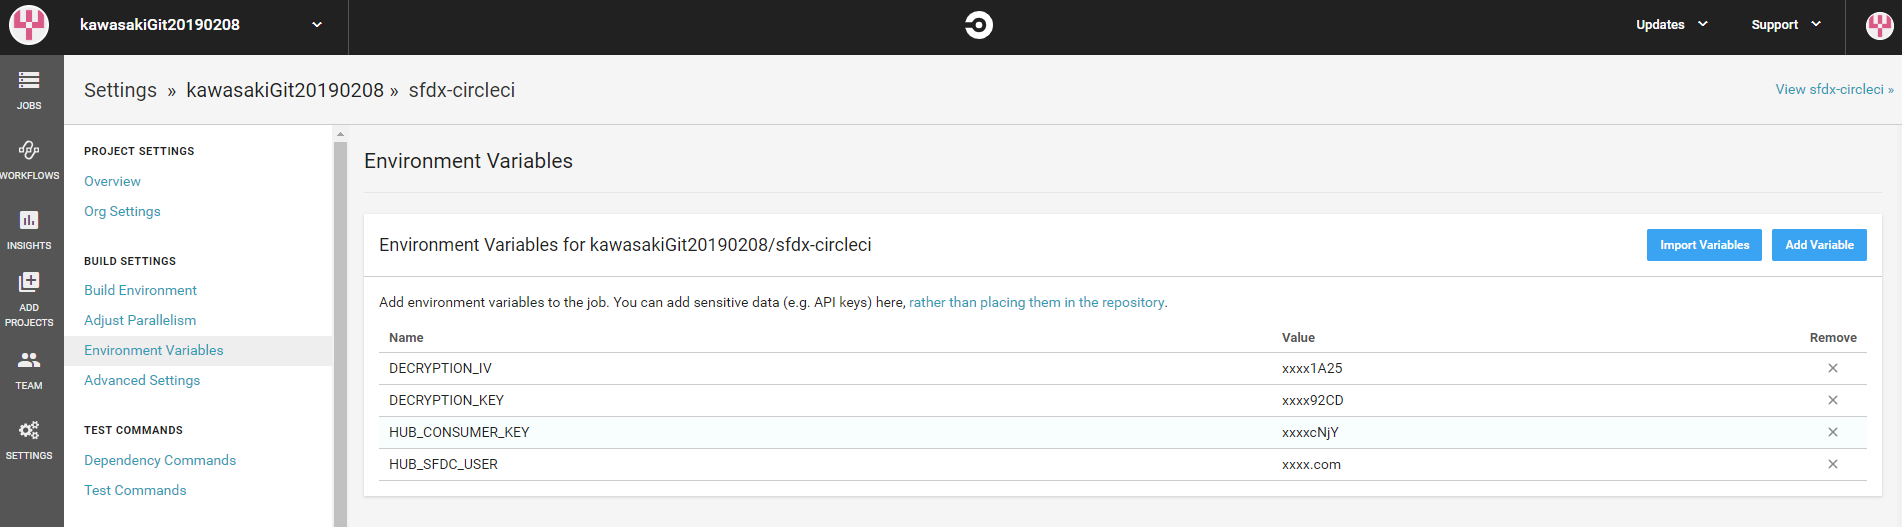 kawasakiGit20190208
Updates
Support
JOBS
WORKFLOWS
INSIGHTS
ADD
PROJECTS
TEAM
SETTINGS
Settings » kawasakiGit20190208 » sfdx-circleci
View sfdx-circleci »
PROJECT SETTINGS
Overview
Org Settings
BUILD SETTINGS
Build Environment
Adjust Parallelism
Environment Variables
Advanced Settings
TEST COMMANDS
Dependency Commands
Test Commands
Environment Variables
Environment Variables for kawasakiGit20190208/sfdx-circleci
Import Variables
Add Variable
Add environment variables to the job. You can add sensitive data (e.g. API keys) here, rather than placing them in the repository.
Name Value Remove
DECRYPTION_IV xxxx1A25
DECRYPTION_KEY xxxx92CD
HUB_CONSUMER_KEY xxxxcNjY
HUB_SFDC_USER xxxx.com